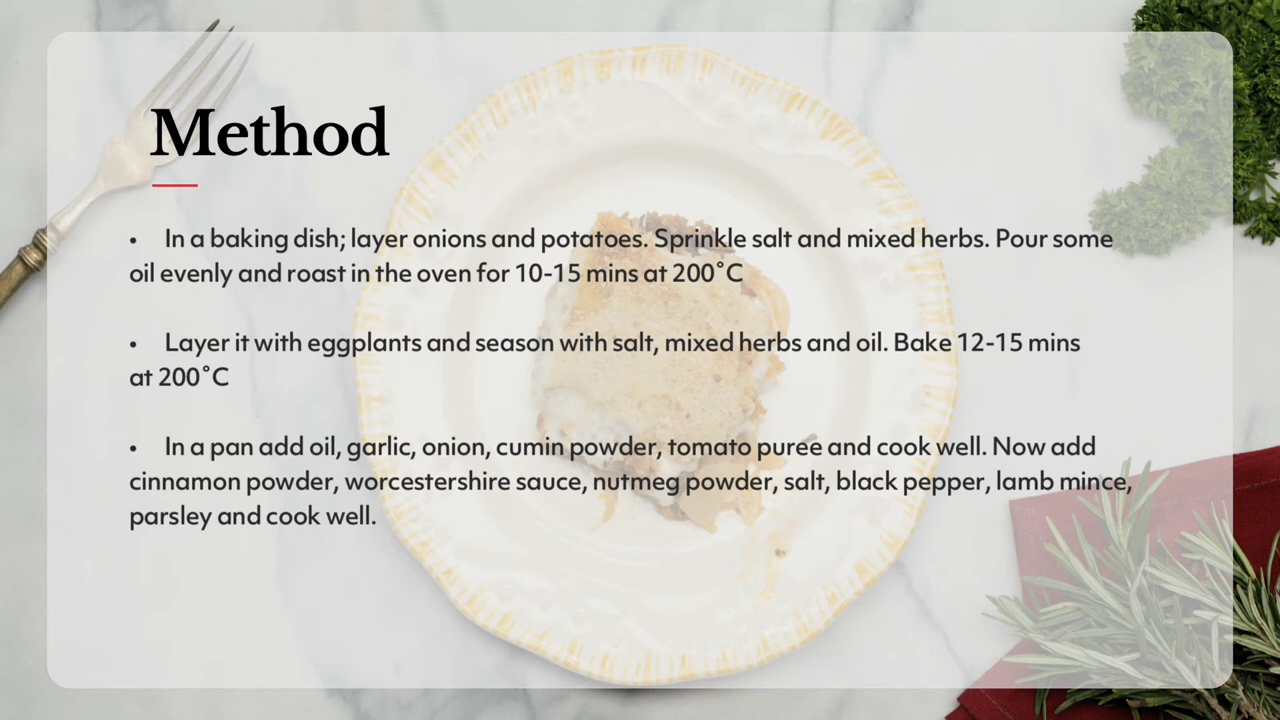 Method
• In a baking dish; layer onions and potatoes. Sprinkle salt and mixed herbs. Pour some
oil evenly and roast in the oven for 10-15 mins at 200˚C
• Layer it with eggplants and season with salt, mixed herbs and oil. Bake 12-15 mins
at 200˚C
• In a pan add oil, garlic, onion, cumin powder, tomato puree and cook well. Now add
cinnamon powder, worcestershire sauce, nutmeg powder, salt, black pepper, lamb mince,
parsley and cook well.